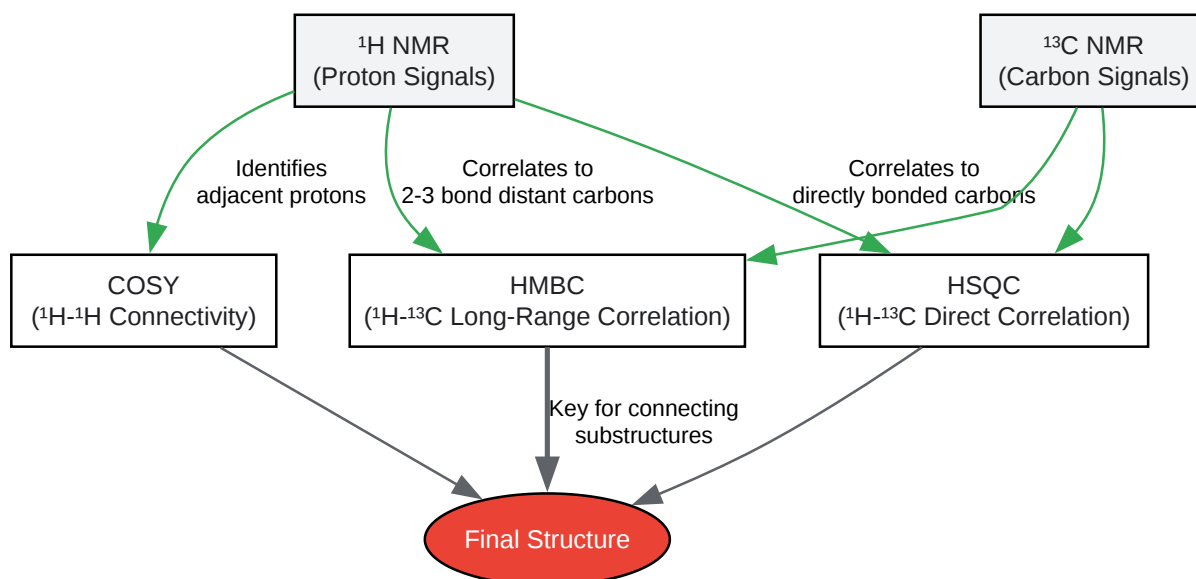 ¹H NMR
(Proton Signals)
¹³C NMR
(Carbon Signals)
Identifies
adjacent protons
Correlates to
2-3 bond distant carbons
Correlates to
directly bonded carbons
COSY
(¹H-¹H Connectivity)
HMBC
(¹H-¹³C Long-Range Correlation)
HSQC
(¹H-¹³C Direct Correlation)
Key for connecting
substructures
Final Structure